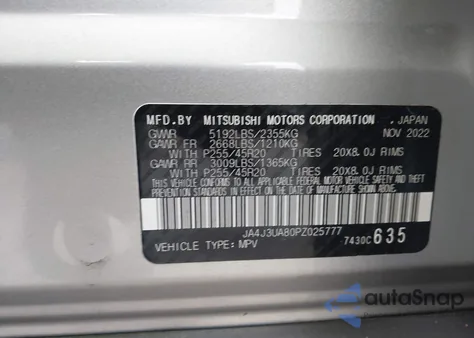 MFD.BY MITSUBISHI MOTORS CORPORATION , JAPAN
GVWR 5192LBS/2355KG NOV 2022
GAWR FR 2668LBS/1210KG
WITH P255/45R20 TIRES 20X8.0J RIMS
GAWR RR 3009LBS/1365KG
WITH P255/45R20 TIRES 20X8.0J RIMS
THIS VEHICLE CONFORMS TO ALL APPLICABLE FEDERAL MOTOR VEHICLE SAFETY AND THEFT
PREVENTION STANDARDS IN EFFECT ON THE DATE OF MANUFACTURE SHOWN ABOVE.
JA4J3UA80PZ025777
VEHICLE TYPE: MPV 7430C635
autoSnap